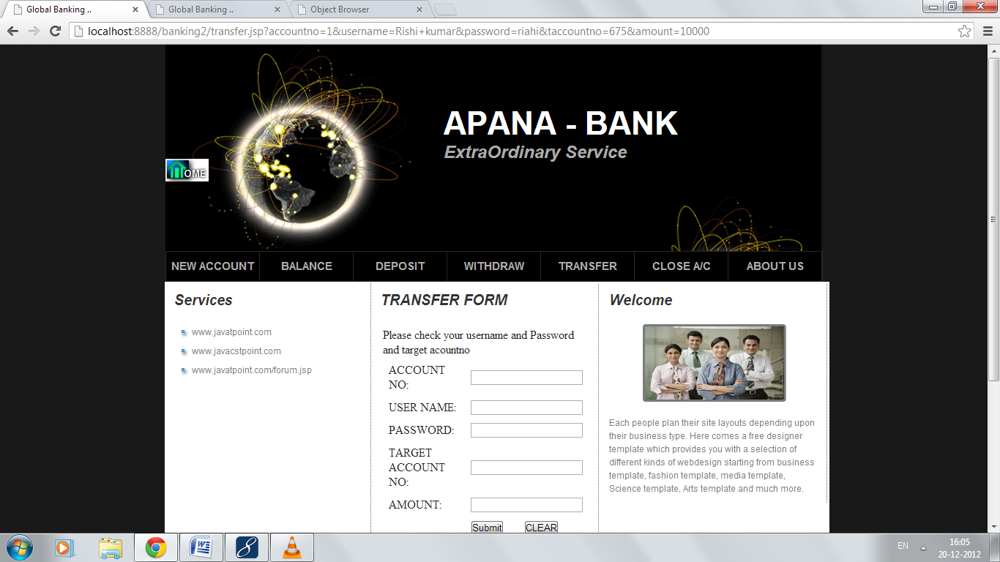 Global Banking ..
Global Banking ..
Object Browser
localhost:8888/banking2/transfer.jsp?accountno=1&username=Rishi+kumar&password=riahi&taccountno=675&amount=10000
APANA - BANK
ExtraOrdinary Service
OME
NEW ACCOUNT
BALANCE
DEPOSIT
WITHDRAW
TRANSFER
CLOSE A/C
ABOUT US
Services
www.javatpoint.com
www.javacstpoint.com
www.javatpoint.com/forum.jsp
TRANSFER FORM
Please check your username and Password
and target acountno
ACCOUNT
NO:
USER NAME:
PASSWORD:
TARGET
ACCOUNT
NO:
AMOUNT:
Submit
CLEAR
Welcome
Each people plan their site layouts depending upon
their business type. Here comes a free designer
template which provides you with a selection of
different kinds of webdesign starting from business
template, fashion template, media template,
Science template, Arts template and much more.
EN
16:05
20-12-2012